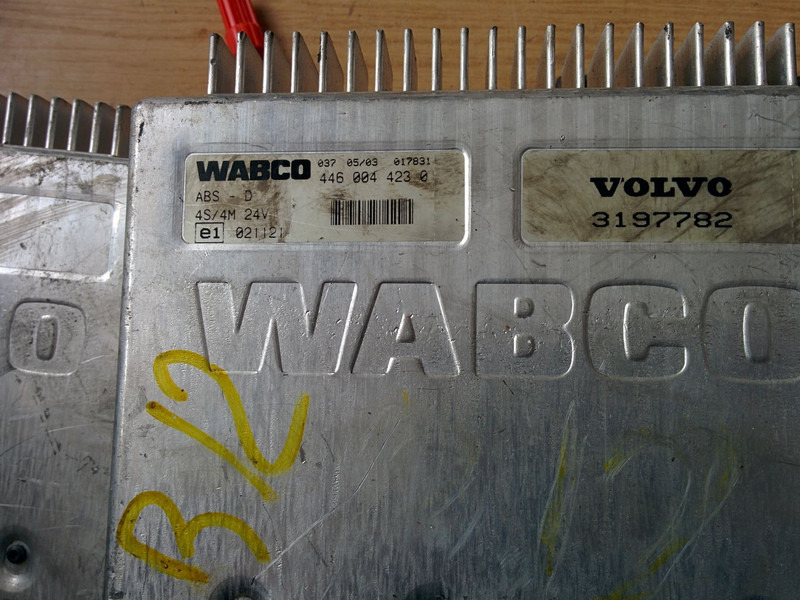 WABCO 037 05/03 017831
446 004 423 0
ABS - D
4S/4M 24V
e1 021121
VOLVO
3197782
O
WABCO
B12